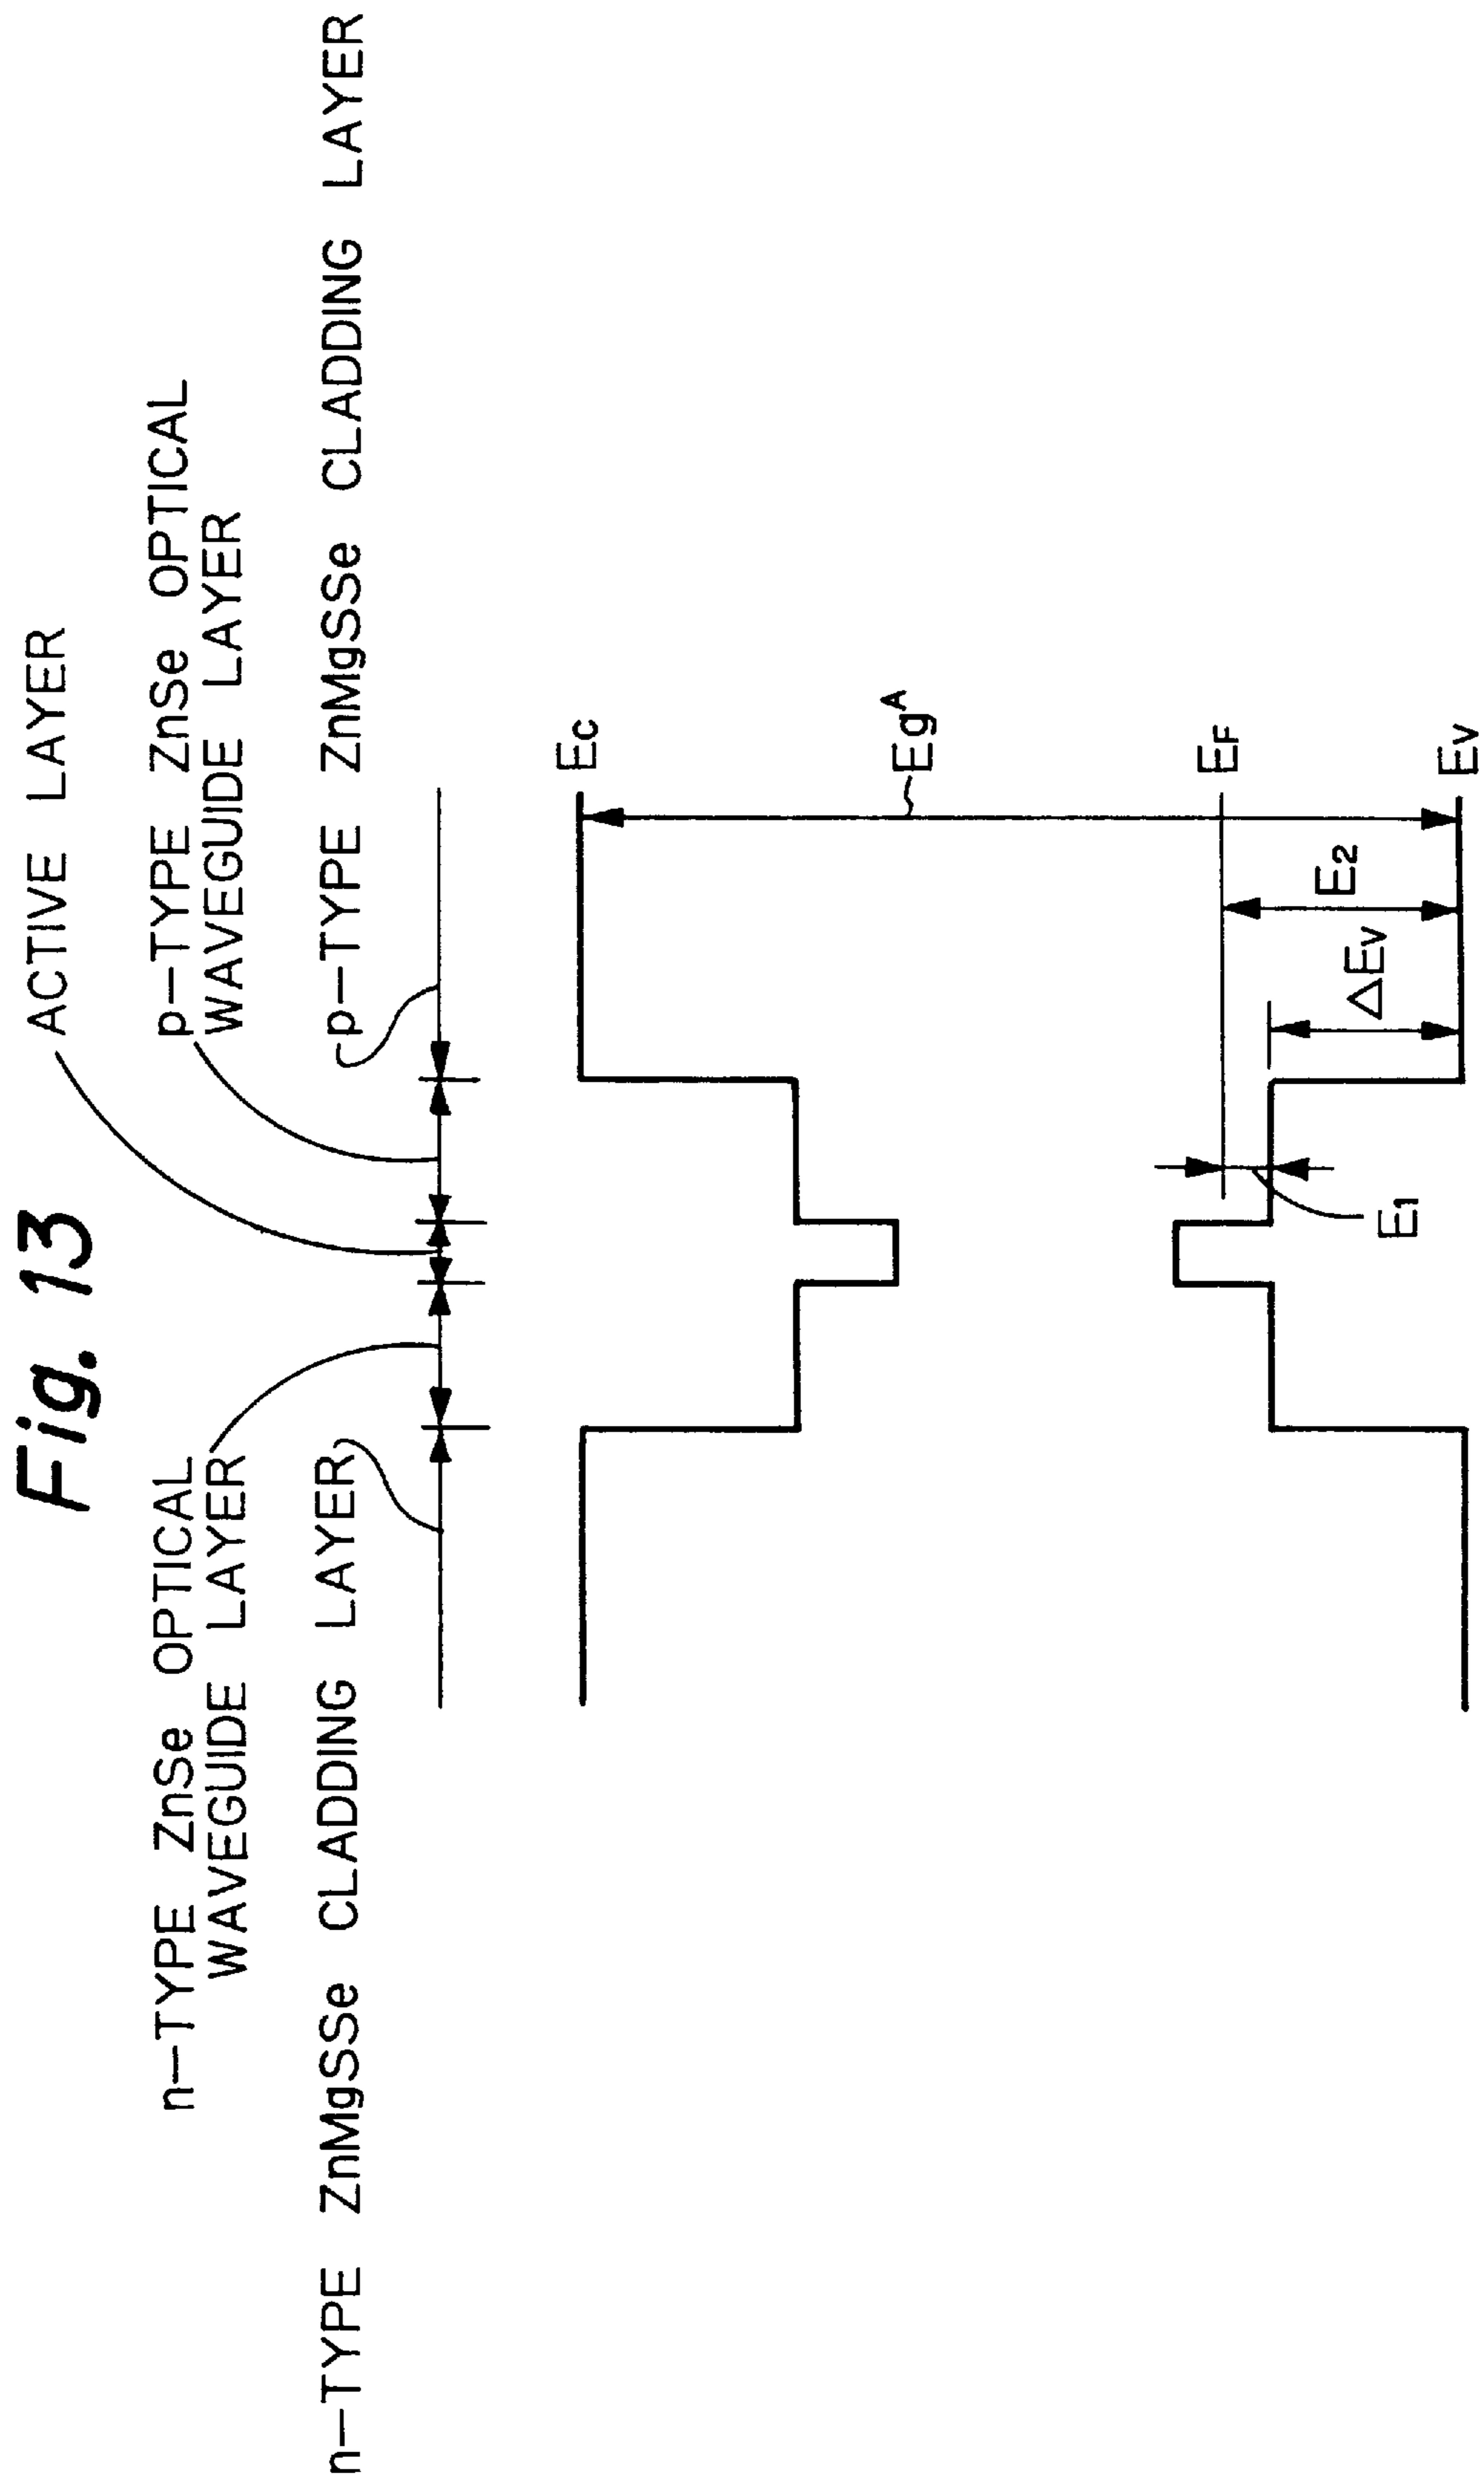 Fig. 13
ACTIVE LAYER
n-TYPE ZnSe OPTICAL
WAVEGUIDE LAYER
p-TYPE ZnSe OPTICAL
WAVEGUIDE LAYER
n-TYPE ZnMgSSe CLADDING LAYER
p-TYPE ZnMgSSe CLADDING LAYER
Ec
Eg^A
EF
E1
E2
△Ev
Ev